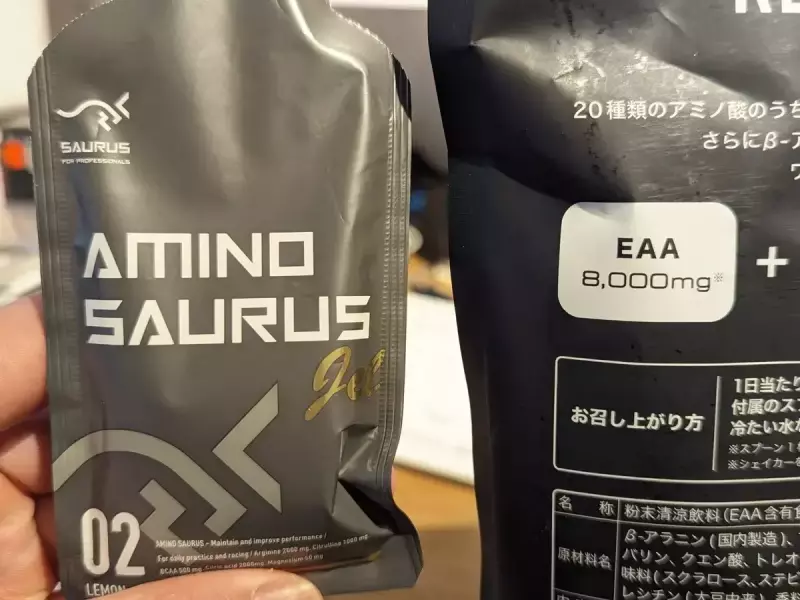 SAURUS
FOR PROFESSIONALS
AMINO
SAURUS
Jel
02
LEMON
AMINO SAURUS – Maintain and improve performance /
For daily practice and racing / Arginine 2000 mg, Citrulline 1000 mg
BCAA 500 mg, Citric acid 2000mg, Magnesium 50 mg
20種類のアミノ酸のうち
さらにβ-ア
EAA
8,000mg※
+
お召し上がり方
1日当たり
付属のス
冷たい水な
※スプーン1
※シェイカーを
名 称
粉末清涼飲料(EAA含有食
原材料名
β-アラニン(国内製造)、
バリン、クエン酸、トレオ
味料(スクラロース、ステビ
レシチン(大豆由来)、香料